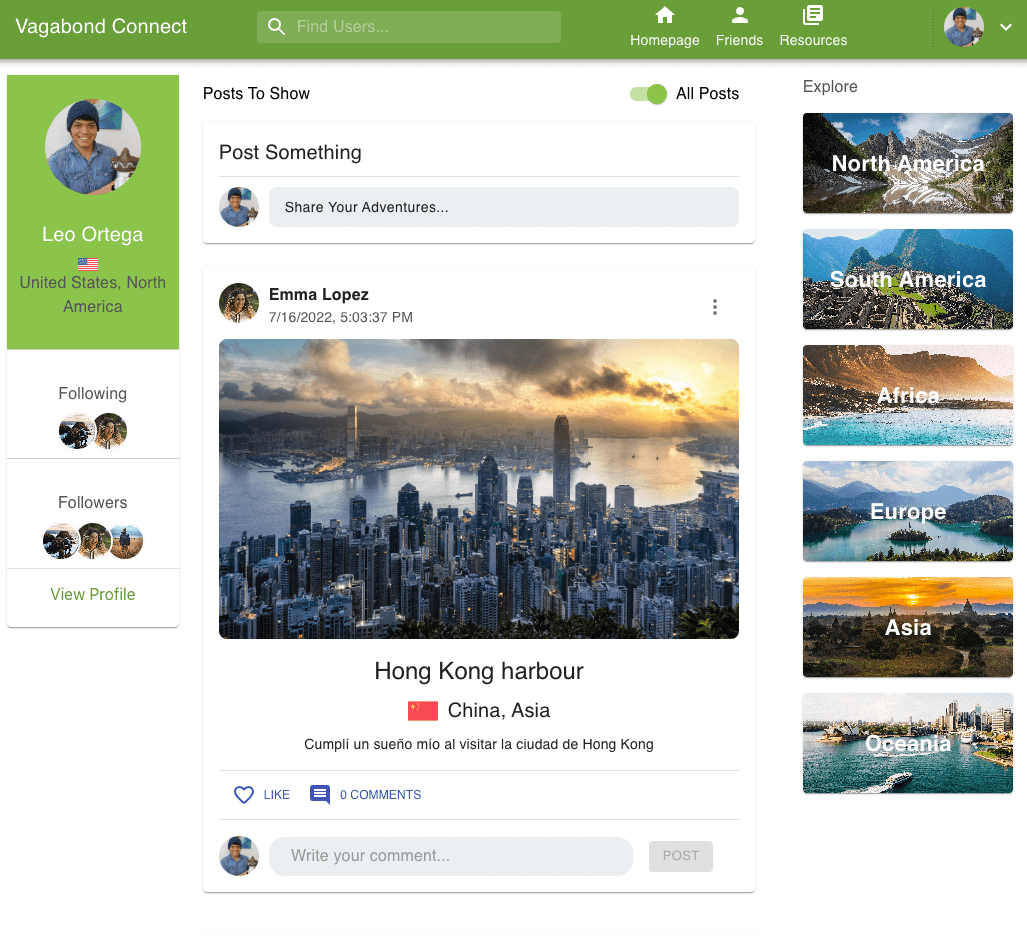 Vagabond Connect
Find Users...
Homepage
Friends
Resources
Leo Ortega
United States, North
America
Following
Followers
View Profile
Posts To Show
All Posts
Post Something
Share Your Adventures...
Emma Lopez
7/16/2022, 5:03:37 PM
Hong Kong harbour
China, Asia
Cumplí un sueño mío al visitar la ciudad de Hong Kong
LIKE
0 COMMENTS
Write your comment...
POST
Explore
North America
South America
Africa
Europe
Asia
Oceania